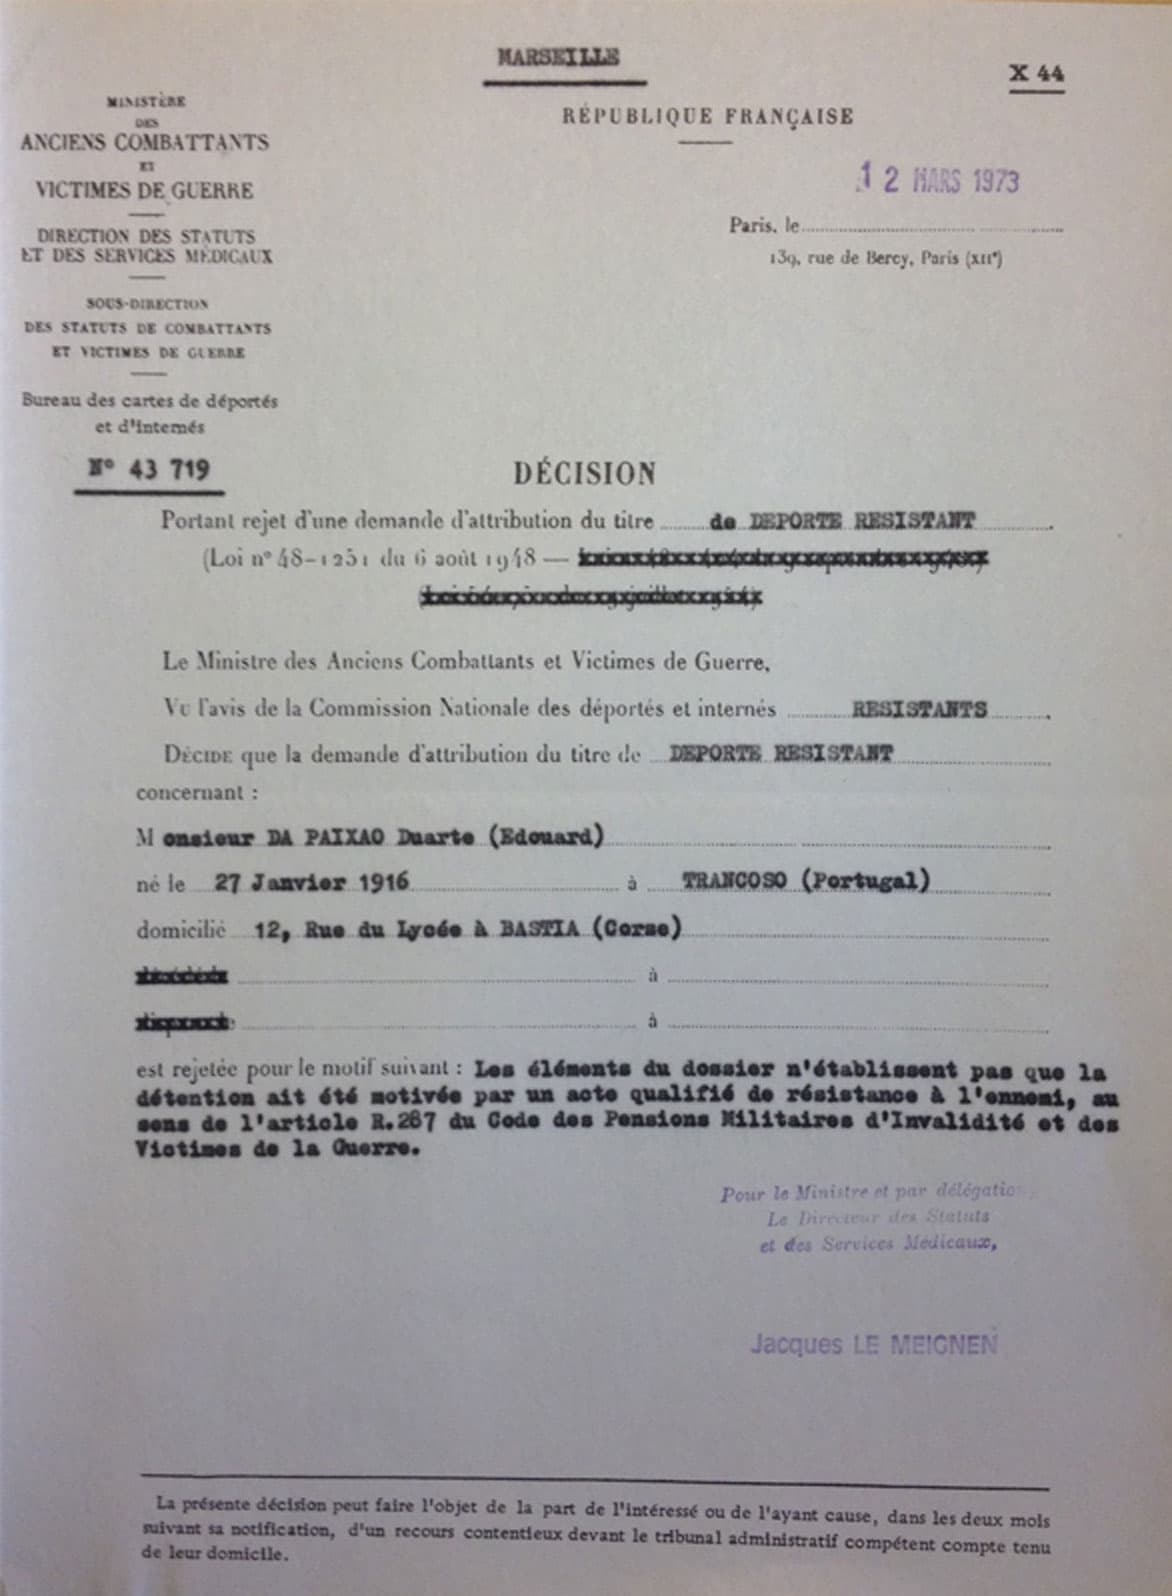 MARSEILLE
X 44
MINISTÈRE
DES
ANCIENS COMBATTANTS
ET
VICTIMES DE GUERRE
DIRECTION DES STATUTS
ET DES SERVICES MÉDICAUX
SOUS-DIRECTION
DES STATUTS DE COMBATTANTS
ET VICTIMES DE GUERRE
Bureau des cartes de déportés
et d'internés
N° 43 719
RÉPUBLIQUE FRANÇAISE
12 MARS 1973
Paris, le
139, rue de Bercy, Paris (XIIe)
DÉCISION
Portant rejet d'une demande d'attribution du titre de DEPORTE RESISTANT.
(Loi n° 48-1251 du 6 août 1948 —
Le Ministre des Anciens Combattants et Victimes de Guerre,
Vu l'avis de la Commission Nationale des déportés et internés RESISTANTS.
DÉCIDE que la demande d'attribution du titre de DEPORTE RESISTANT
concernant :
Monsieur DA PAIXAO Duarte (Edouard)
né le 27 Janvier 1916 à TRANCOSO (Portugal)
domicilié 12, Rue du Lycée à BASTIA (Corse)
à
à
est rejetée pour le motif suivant : Les éléments du dossier n'établissent pas que la
détention ait été motivée par un acte qualifié de résistance à l'ennemi, au
sens de l'article R.287 du Code des Pensions Militaires d'Invalidité et des
Victimes de la Guerre.
Pour le Ministre et par délégation,
Le Directeur des Statuts
et des Services Médicaux,
Jacques LE MEIGNEN
La présente décision peut faire l'objet de la part de l'intéressé ou de l'ayant cause, dans les deux mois
suivant sa notification, d'un recours contentieux devant le tribunal administratif compétent compte tenu
de leur domicile.